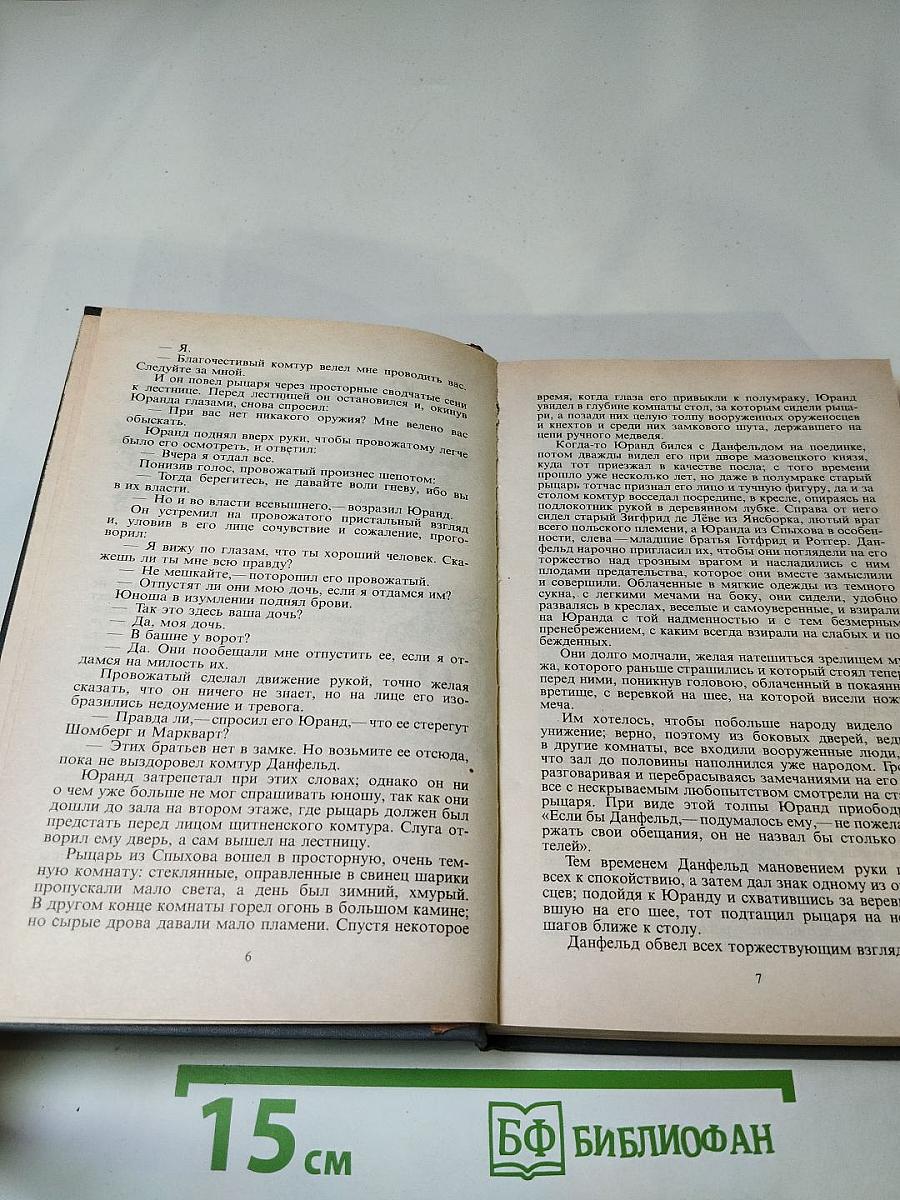 — Я.
— Благочестивый комтур велел мне проводить вас.
Следуйте за мной.
И он повел рыцаря через просторные сводчатые сени
к лестнице. Перед лестницей он остановился и, окинув
Юранда глазами, снова спросил:
— При вас нет никакого оружия? Мне велено вас
обыскать.
Юранд поднял вверх руки, чтобы провожатому легче
было его осмотреть, и ответил:
— Вчера я отдал все.
Понизив голос, провожатый произнес шепотом:
— Тогда берегитесь, не давайте воли гневу, ибо вы
в их власти.
— Но и во власти всевышнего,— возразил Юранд.
Он устремил на провожатого пристальный взгляд
и, уловив в его лице сочувствие и сожаление, прого-
ворил:
— Я вижу по глазам, что ты хороший человек. Ска-
жешь ли ты мне всю правду?
— Не мешкайте,— поторопил его провожатый.
— Отпустят ли они мою дочь, если я отдамся им?
Юноша в изумлении поднял брови.
— Так это здесь ваша дочь?
— Да, моя дочь.
— В башне у ворот?
— Да. Они пообещали мне отпустить ее, если я от-
дамся на милость их.
Провожатый сделал движение рукой, точно желая
сказать, что он ничего не знает, но на лице его изо-
бразились недоумение и тревога.
— Правда ли,— спросил его Юранд,— что ее стерегут
Шомберг и Маркварт?
— Этих братьев нет в замке. Но возьмите ее отсюда,
пока не выздоровел комтур Данфельд.
Юранд затрепетал при этих словах; однако он ни
о чем уже больше не мог спрашивать юношу, так как они
дошли до зала на втором этаже, где рыцарь должен был
предстать перед лицом щитненского комтура. Слуга от-
ворил ему дверь, а сам вышел на лестницу.
Рыцарь из Спыхова вошел в просторную, очень тем-
ную комнату: стеклянные, оправленные в свинец шарики
пропускали мало света, а день был зимний, хмурый.
В другом конце комнаты горел огонь в большом камине;
но сырые дрова давали мало пламени. Спустя некоторое
6
время, когда глаза его привыкли к полумраку, Юранд
увидел в глубине комнаты стол, за которым сидели рыца-
ри, а позади них целую толпу вооруженных оруженосцев
и кнехтов и среди них замкового шута, державшего на
цепи ручного медведя.
Когда-то Юранд бился с Данфельдом на поединке,
потом дважды видел его при дворе мазовецкого князя,
куда тот приезжал в качестве посла; с того времени
прошло уже несколько лет, но даже в полумраке старый
рыцарь тотчас признал его лицо и тучную фигуру, да и за
столом комтур восседал посредине, в кресле, опираясь на
подлокотник рукой в деревянном лубке. Справа от него
сидел старый Зигфрид де Лёве из Янсборка, лютый враг
всего польского племени, а Юранда из Спыхова в особен-
ности, слева — младшие братья Готфрид и Ротгер. Дан-
фельд нарочно пригласил их, чтобы они поглядели на его
торжество над грозным врагом и насладились с ним
плодами предательства, которое они вместе замыслили
и совершили. Облаченные в мягкие одежды из темного
сукна, с легкими мечами на боку, они сидели, удобно
развалясь в креслах, веселые и самоуверенные, и взирали
на Юранда с той надменностью и с тем безмерным
пренебрежением, с каким всегда взирали на слабых и по
бежденных.
Они долго молчали, желая натешиться зрелищем му
жа, которого раньше страшились и который стоял тепер
перед ними, поникнув головою, облаченный в покаянн
вретище, с веревкой на шее, на которой висели ножн
меча.
Им хотелось, чтобы побольше народу видело
унижение; верно, поэтому из боковых дверей, ведш
в другие комнаты, все входили вооруженные люди,
что зал до половины наполнился уже народом. Гро
разговаривая и перебрасываясь замечаниями на его
все с нескрываемым любопытством смотрели на ста
рыцаря. При виде этой толпы Юранд приободр
«Если бы Данфельд,— подумалось ему,— не пожела
ржать свои обещания, он не назвал бы столько
телей».
Тем временем Данфельд мановением руки п
всех к спокойствию, а затем дал знак одному из о
сцев; подойдя к Юранду и схватившись за верев
вшую на его шее, тот подтащил рыцаря на не
шагов ближе к столу.
Данфельд обвел всех торжествующим взгляд
7
15 см
БФ БИБЛИОФАН